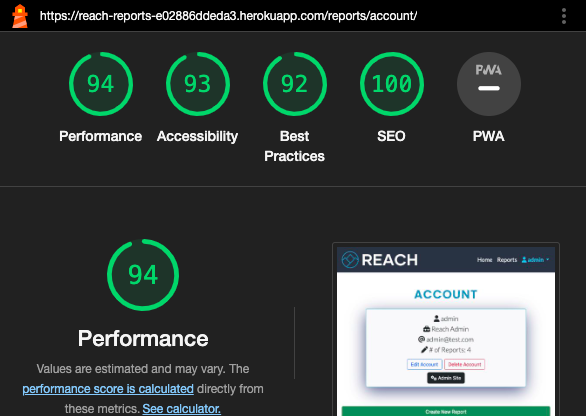 https://reach-reports-e02886ddeda3.herokuapp.com/reports/account/
94
93
92
100
PWA
Performance
Accessibility
Best
Practices
SEO
PWA
94
Performance
Values are estimated and may vary. The
performance score is calculated directly from
these metrics. See calculator.
REACH
Home Reports admin
ACCOUNT
admin
Reach Admin
admin@test.com
# of Reports: 4
Edit Account Delete Account
Admin Site
Create New Report